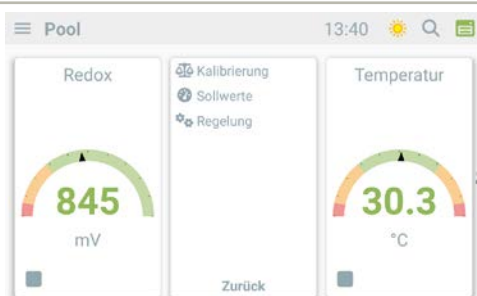 Pool
13:40
Redox
845
mV
Kalibrierung
Sollwerte
Regelung
Zurück
Temperatur
30.3
°C